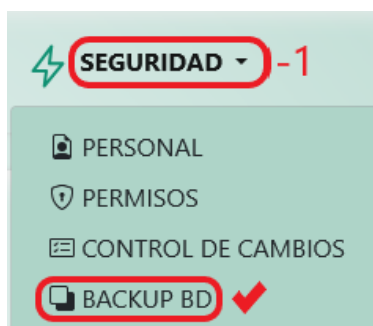 SEGURIDAD -1
PERSONAL
PERMISOS
CONTROL DE CAMBIOS
BACKUP BD